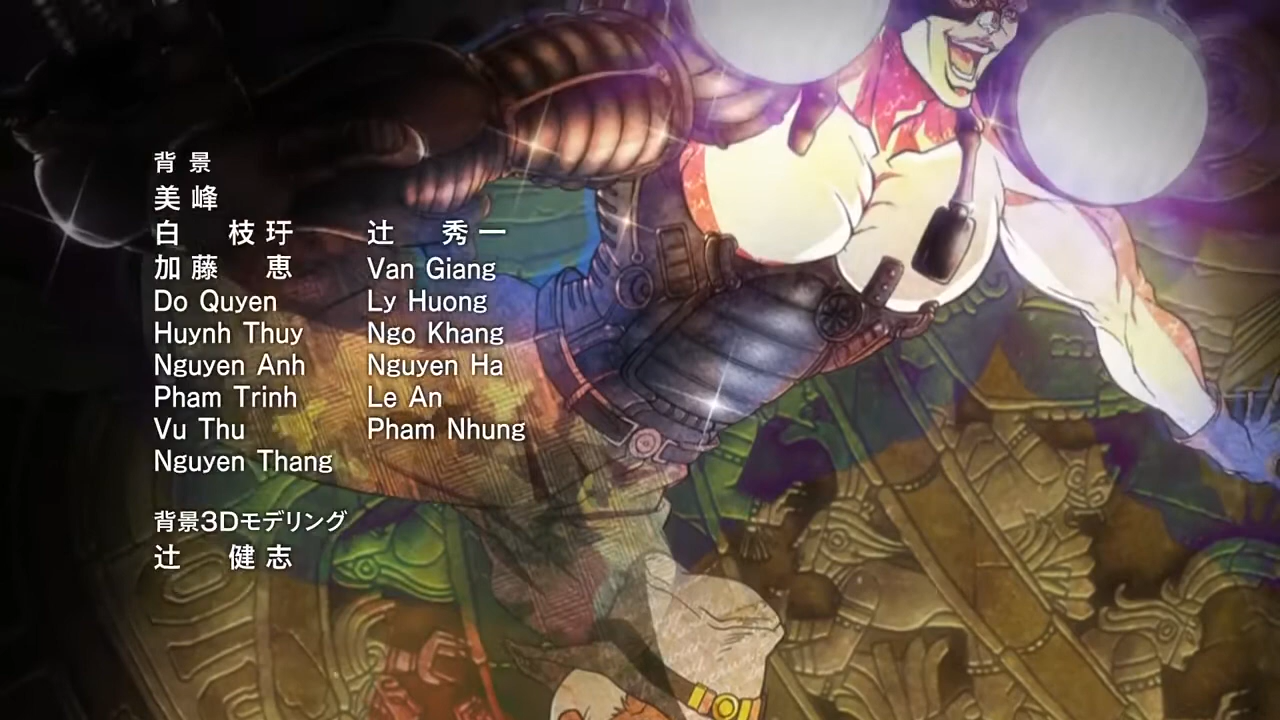 背景
美峰
白 枝玗 辻 秀一
加藤 恵 Van Giang
Do Quyen Ly Huong
Huynh Thuy Ngo Khang
Nguyen Anh Nguyen Ha
Pham Trinh Le An
Vu Thu Pham Nhung
Nguyen Thang
背景3Dモデリング
辻 健志